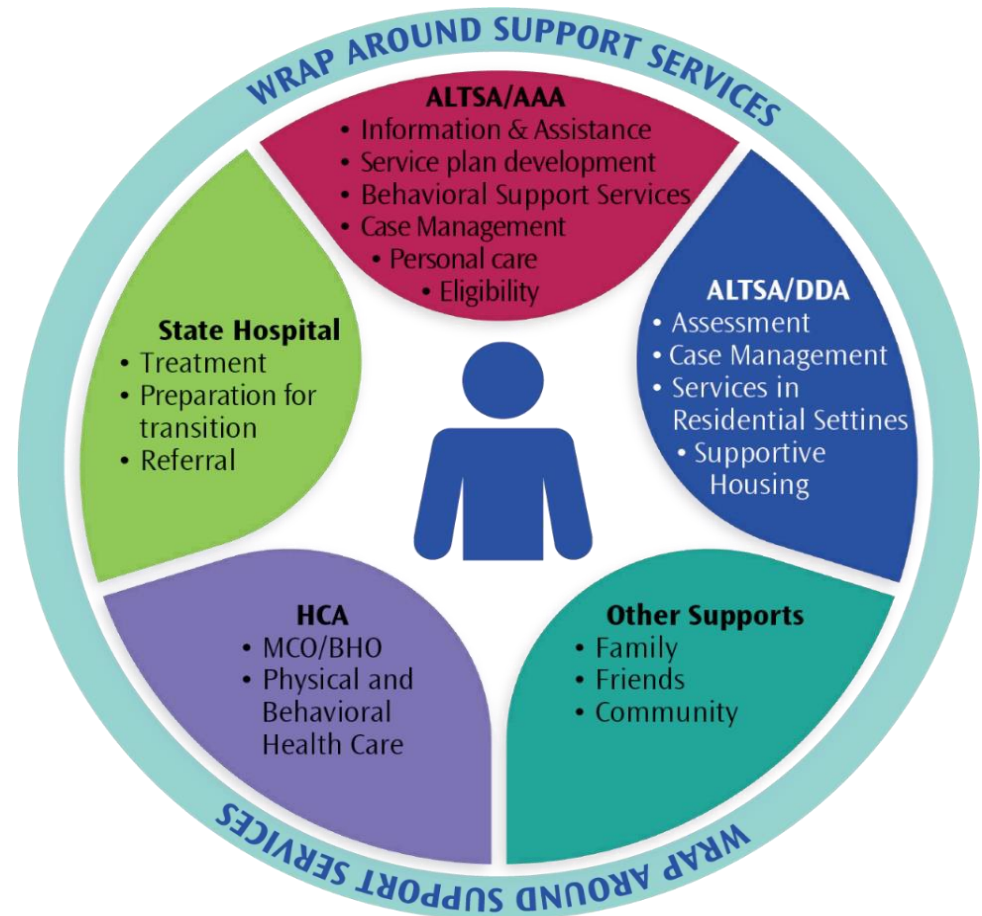 WRAP AROUND SUPPORT SERVICES
ALTSA/AAA
• Information & Assistance
• Service plan development
• Behavioral Support Services
• Case Management
• Personal care
• Eligibility
ALTSA/DDA
• Assessment
• Case Management
• Services in
Residential Settines
• Supportive
Housing
State Hospital
• Treatment
• Preparation for
transition
• Referral
HCA
• MCO/BHO
• Physical and
Behavioral
Health Care
Other Supports
• Family
• Friends
• Community
WRAP AROUND SUPPORT SERVICES